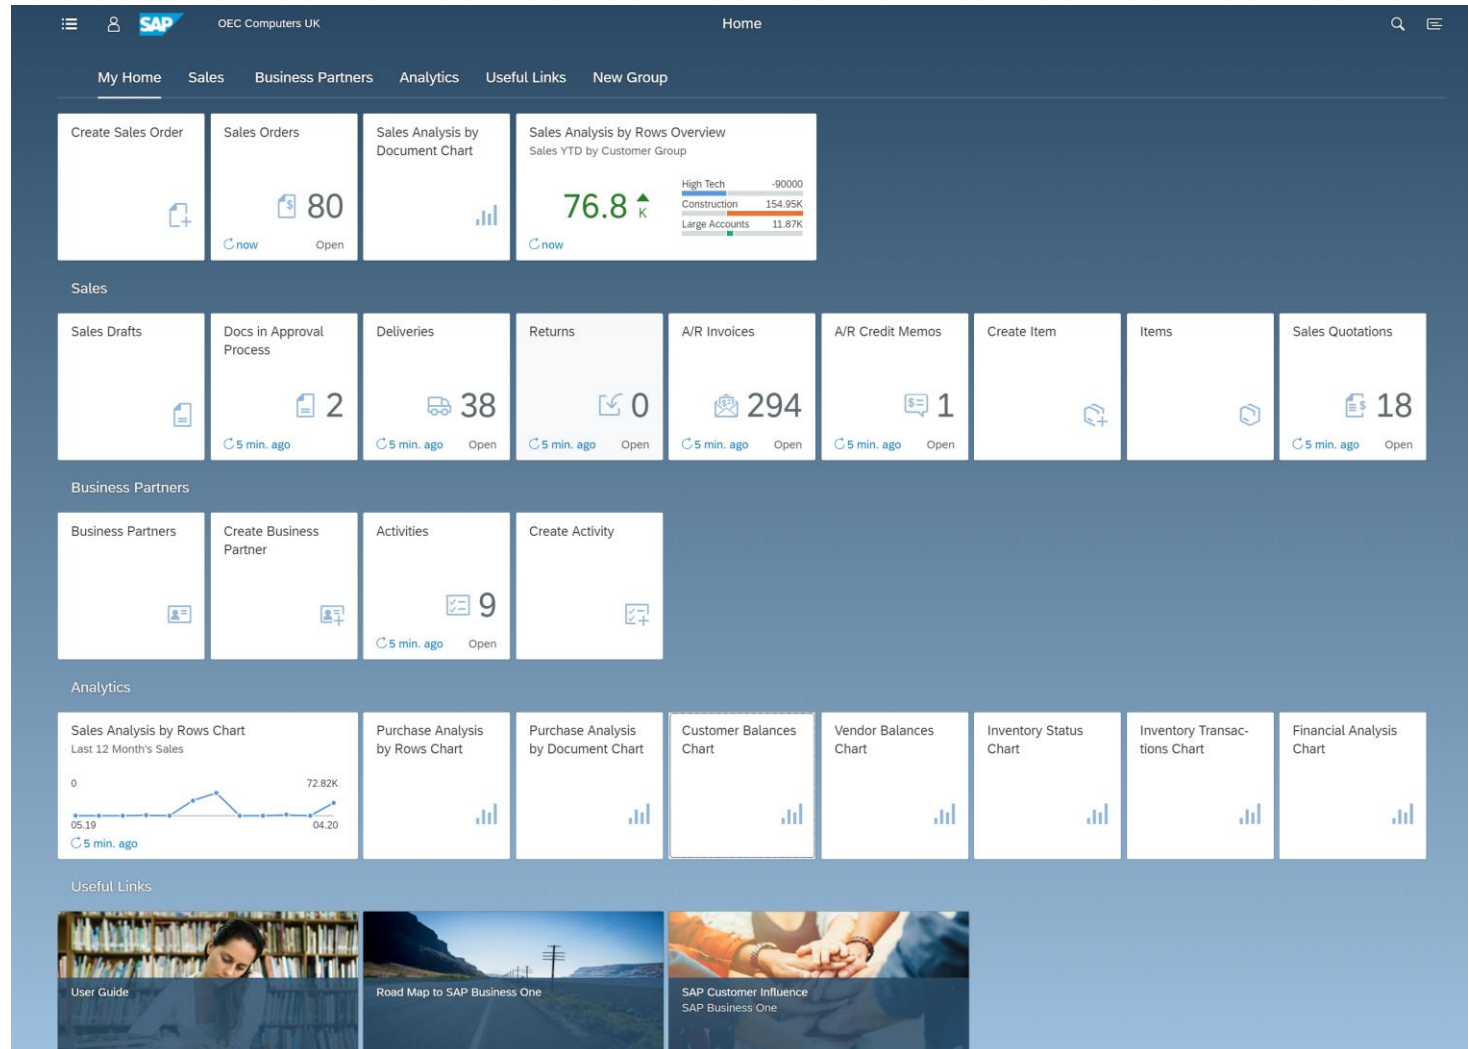 SAP
OEC Computers UK
Home
My Home Sales Business Partners Analytics Useful Links New Group
Create Sales Order
Sales Orders
80
now Open
Sales Analysis by
Document Chart
Sales Analysis by Rows Overview
Sales YTD by Customer Group
76.8
K
now
High Tech -90000
Construction 154.95K
Large Accounts 11.87K
Sales
Sales Drafts
Docs in Approval
Process
2
5 min. ago
Deliveries
38
5 min. ago Open
Returns
0
5 min. ago Open
A/R Invoices
294
5 min. ago Open
A/R Credit Memos
1
5 min. ago Open
Create Item
Items
Sales Quotations
18
5 min. ago Open
Business Partners
Business Partners
Create Business
Partner
Activities
9
5 min. ago Open
Create Activity
Analytics
Sales Analysis by Rows Chart
Last 12 Month's Sales
0 72.82K
05.19 04.20
5 min. ago
Purchase Analysis
by Rows Chart
Purchase Analysis
by Document Chart
Customer Balances
Chart
Vendor Balances
Chart
Inventory Status
Chart
Inventory Transac-
tions Chart
Financial Analysis
Chart
Useful Links
User Guide
Road Map to SAP Business One
SAP Customer Influence
SAP Business One